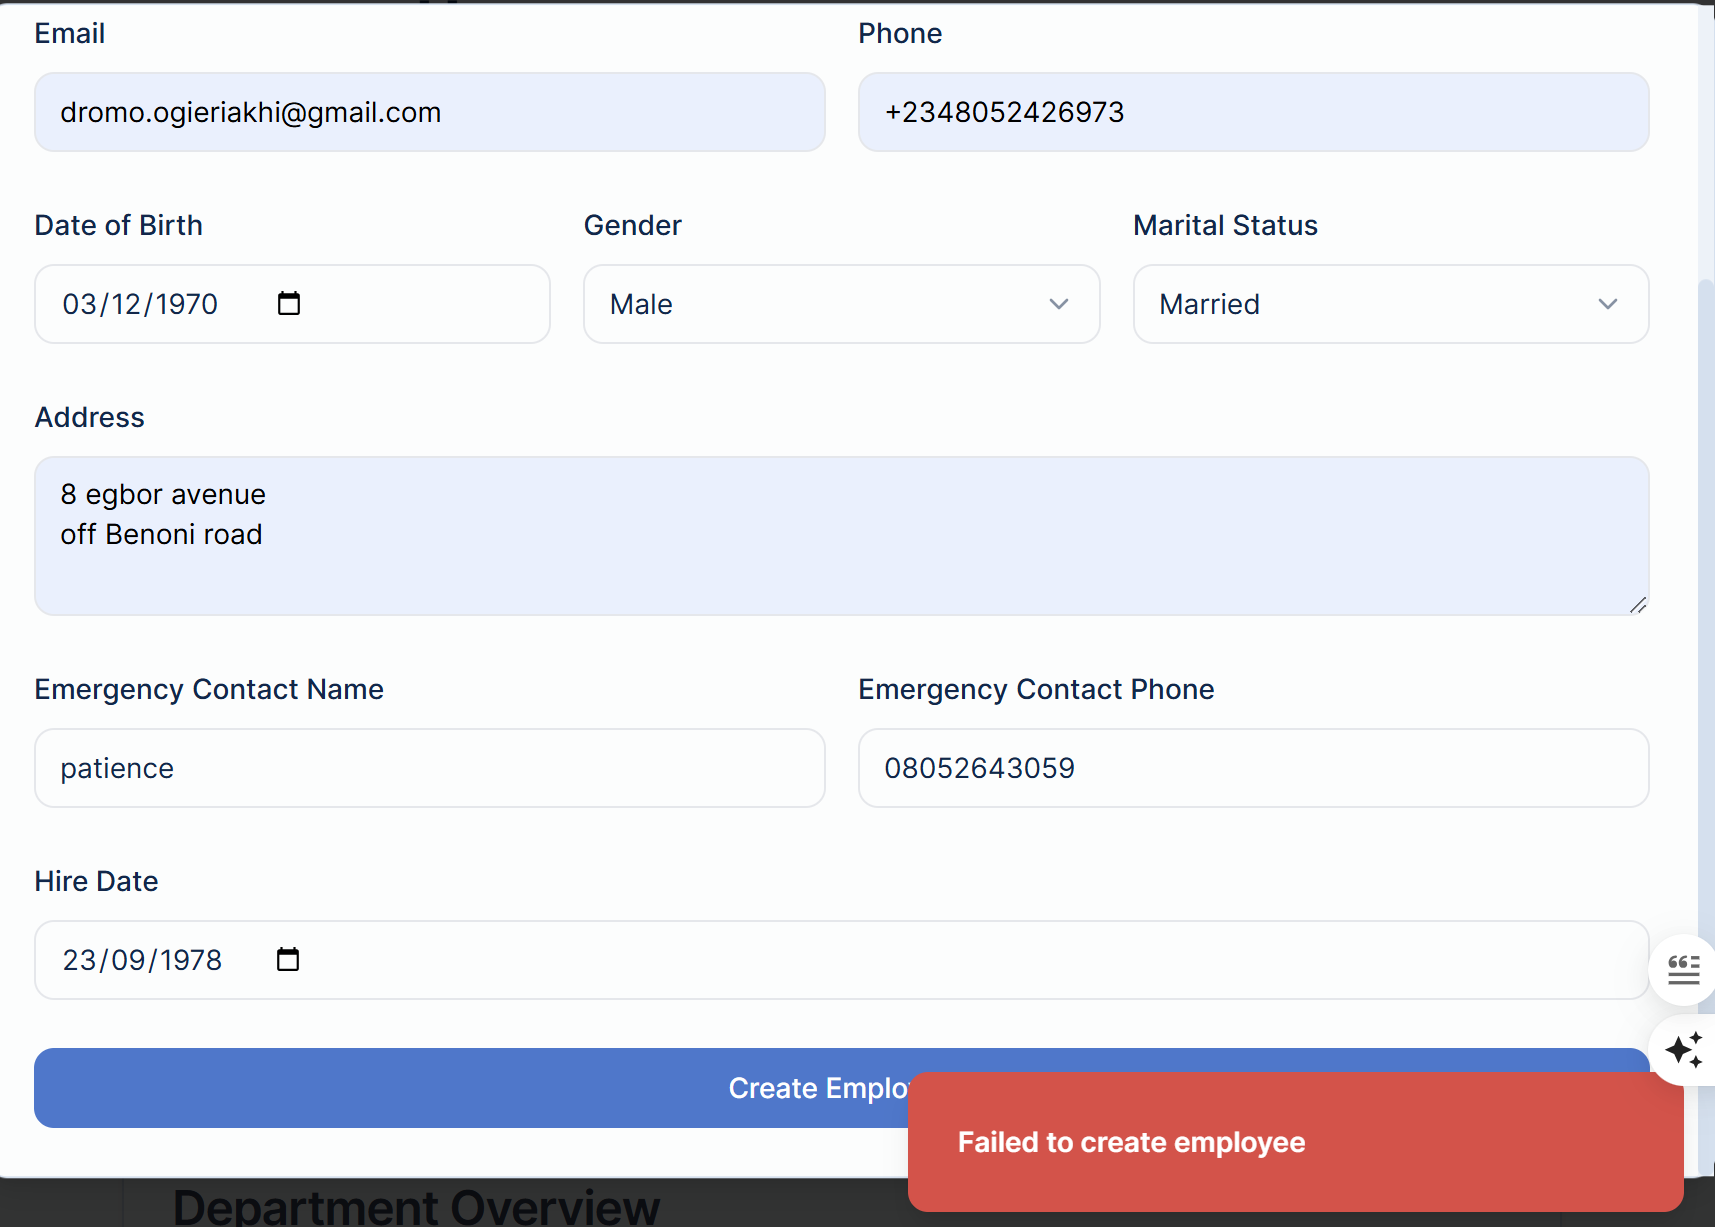 Email
Phone
dromo.ogieriakhi@gmail.com
+2348052426973
Date of Birth
Gender
Marital Status
03/12/1970
Male
Married
Address
8 egbor avenue
off Benoni road
Emergency Contact Name
Emergency Contact Phone
patience
08052643059
Hire Date
23/09/1978
Create Emplo
Failed to create employee
Department Overview